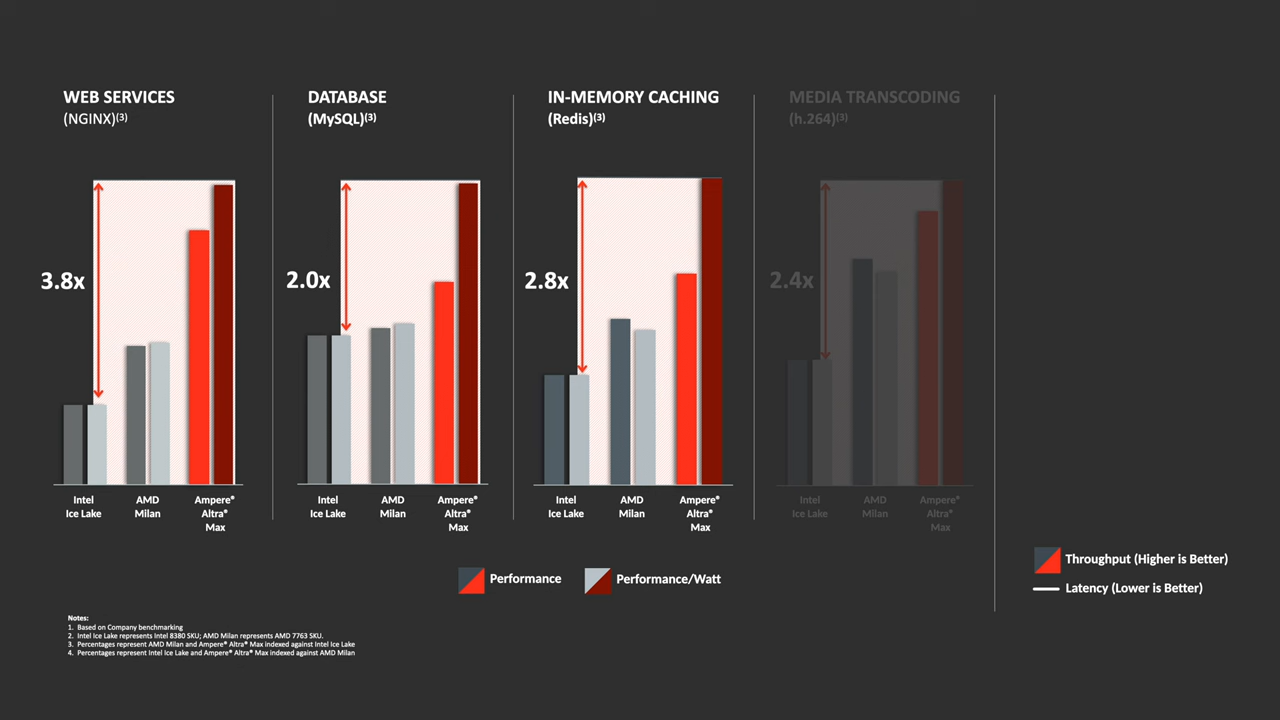 WEB SERVICES
(NGINX)(3)
3.8x
Intel
Ice Lake
AMD
Milan
Ampere®
Altra®
Max
DATABASE
(MySQL)(3)
2.0x
Intel
Ice Lake
AMD
Milan
Ampere®
Altra®
Max
IN-MEMORY CACHING
(Redis)(3)
2.8x
Intel
Ice Lake
AMD
Milan
Ampere®
Altra®
Max
MEDIA TRANSCODING
(h.264)(3)
2.4x
Intel
Ice Lake
AMD
Milan
Ampere®
Altra®
Max
Performance
Performance/Watt
Throughput (Higher is Better)
Latency (Lower is Better)
Notes:
1. Based on Company benchmarking
2. Intel Ice Lake represents Intel 8380 SKU; AMD Milan represents AMD 7763 SKU.
3. Percentages represent AMD Milan and Ampere® Altra® Max indexed against Intel Ice Lake
4. Percentages represent Intel Ice Lake and Ampere® Altra® Max indexed against AMD Milan